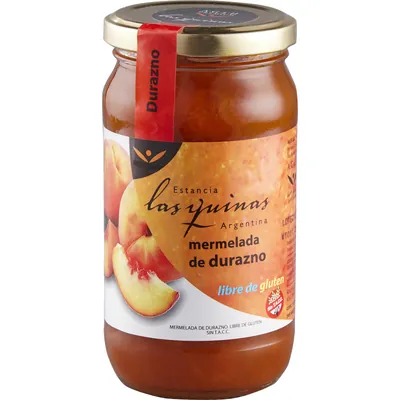 Durazno
Estancia
Las Quinas
Argentina
mermelada
de durazno
libre de gluten
MERMELADA DE DURAZNO. LIBRE DE GLUTEN
SIN T.A.C.C.